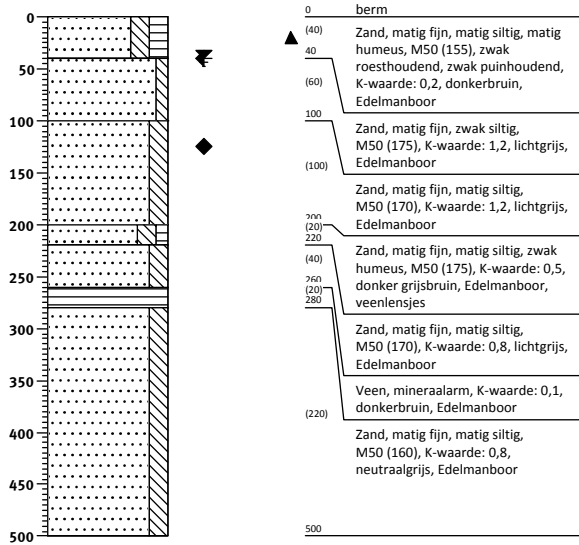 0
50
100
150
200
250
300
350
400
450
500
0 berm
(40)
40
Zand, matig fijn, matig siltig, matig
humeus, M50 (155), zwak
roesthoudend, zwak puinhoudend,
K-waarde: 0,2, donkerbruin,
Edelmanboor
(60)
100
Zand, matig fijn, zwak siltig,
M50 (175), K-waarde: 1,2, lichtgrijs,
Edelmanboor
(100)
200
Zand, matig fijn, matig siltig,
M50 (170), K-waarde: 1,2, lichtgrijs,
Edelmanboor
(20)
220
Zand, matig fijn, matig siltig, zwak
humeus, M50 (175), K-waarde: 0,5,
donker grijsbruin, Edelmanboor,
veenlensjes
(40)
260
Zand, matig fijn, matig siltig,
M50 (170), K-waarde: 0,8, lichtgrijs,
Edelmanboor
(20)
280
Veen, mineraalarm, K-waarde: 0,1,
donkerbruin, Edelmanboor
(220)
Zand, matig fijn, matig siltig,
M50 (160), K-waarde: 0,8,
neutraalgrijs, Edelmanboor
500